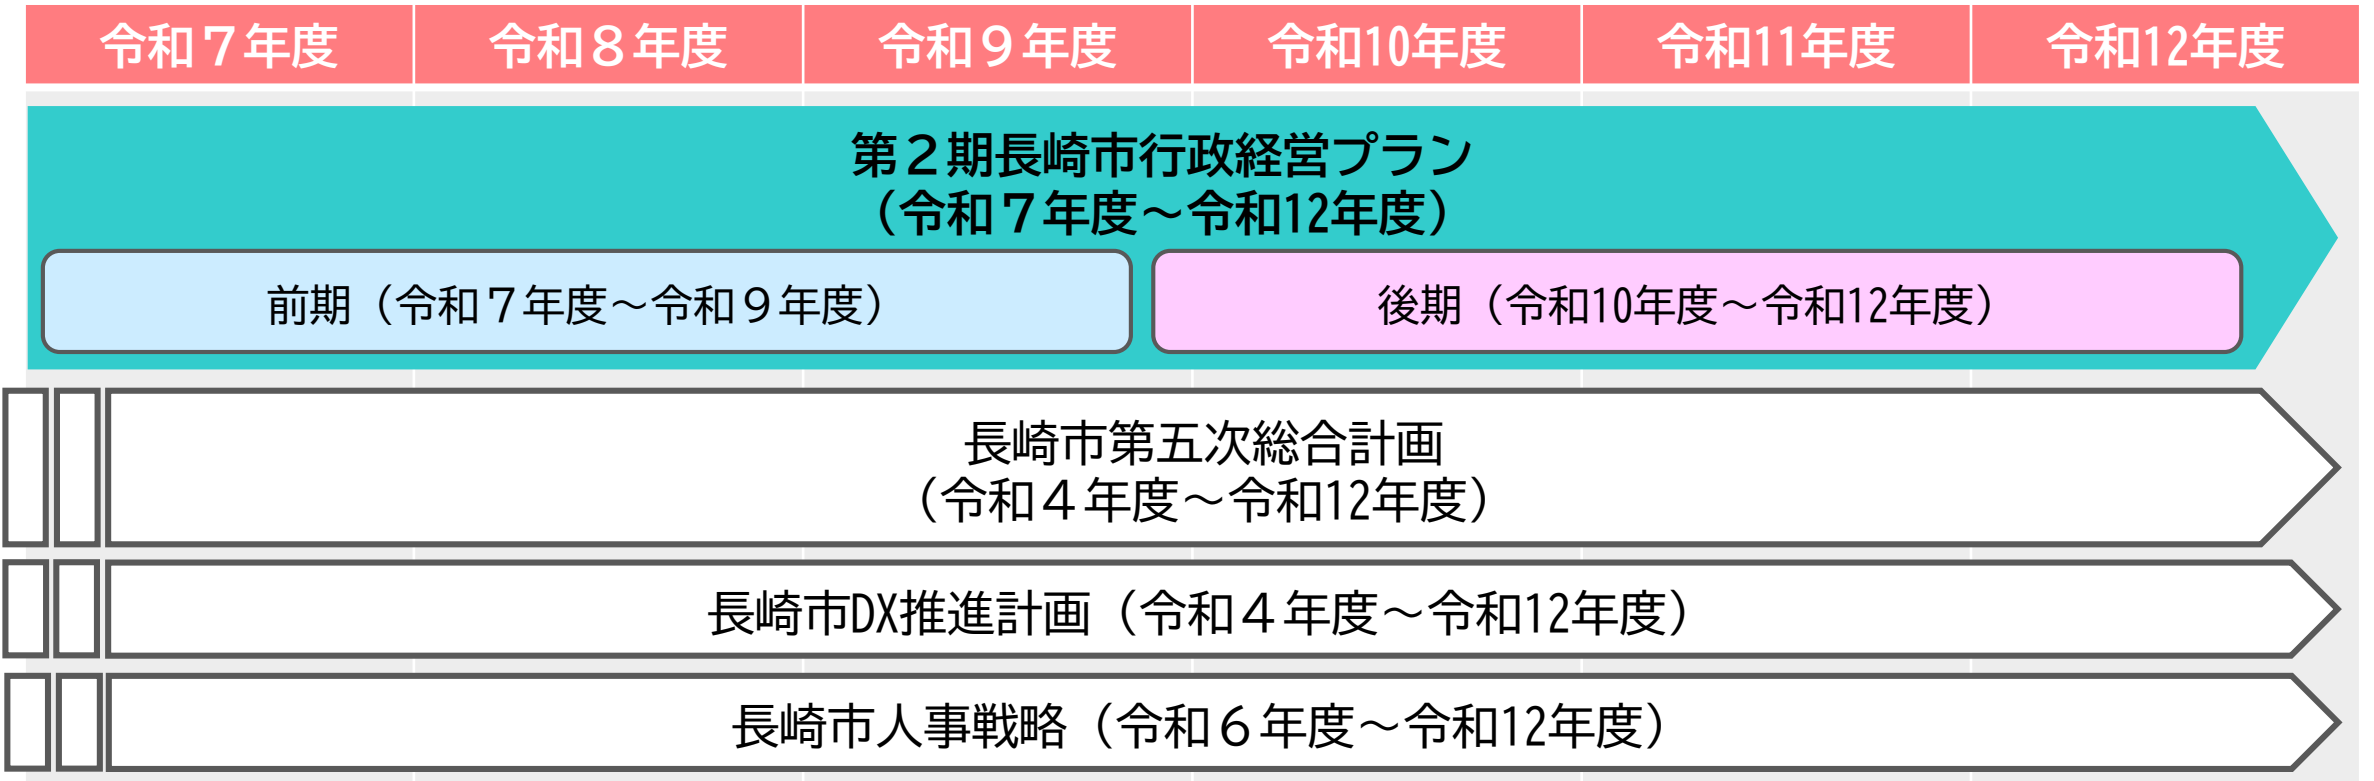 令和７年度
令和８年度
令和９年度
令和10年度
令和11年度
令和12年度
第２期長崎市行政経営プラン
（令和７年度～令和12年度）
前期（令和７年度～令和９年度）
後期（令和10年度～令和12年度）
長崎市第五次総合計画
（令和４年度～令和12年度）
長崎市DX推進計画（令和４年度～令和12年度）
長崎市人事戦略（令和６年度～令和12年度）